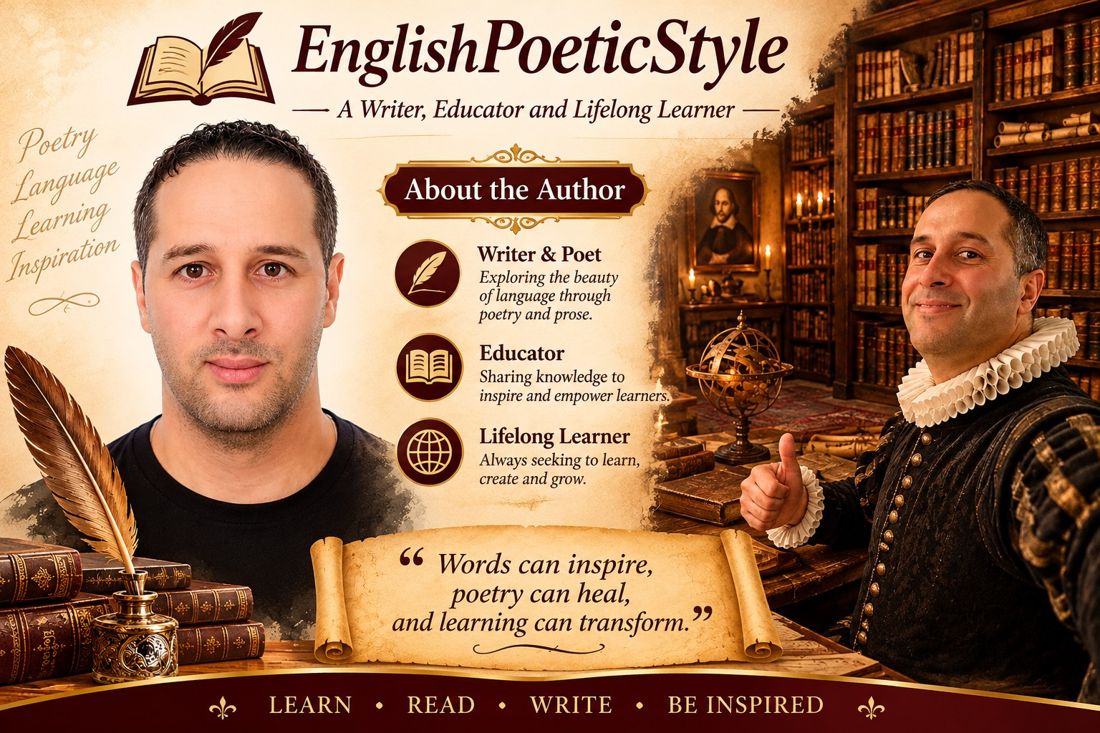 EnglishPoeticStyle
A Writer, Educator and Lifelong Learner
Poetry
Language
Learning
Inspiration
About the Author
Writer & Poet
Exploring the beauty
of language through
poetry and prose.
Educator
Sharing knowledge to
inspire and empower learners.
Lifelong Learner
Always seeking to learn,
create and grow.
“ Words can inspire,
poetry can heal,
and learning can transform.”
LEARN • READ • WRITE • BE INSPIRED